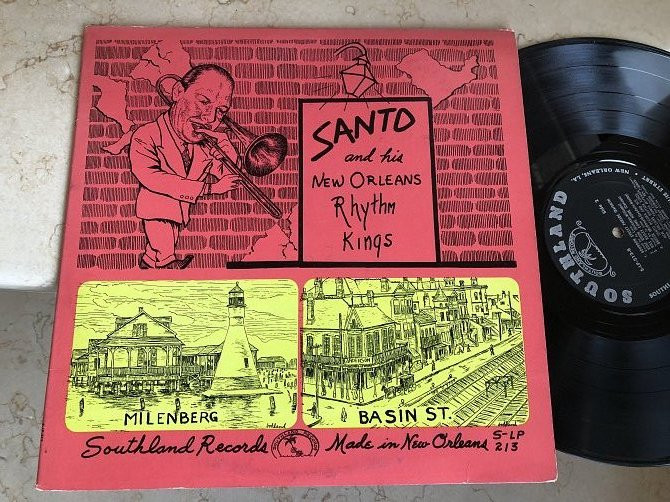 SANTO
and his
NEW ORLEANS
Rhythm
Kings
MILENBERG
BASIN ST.
Southland Records Made in New Orleans S-LP
213
SOUTHLAND
NEW ORLEANS, LA.